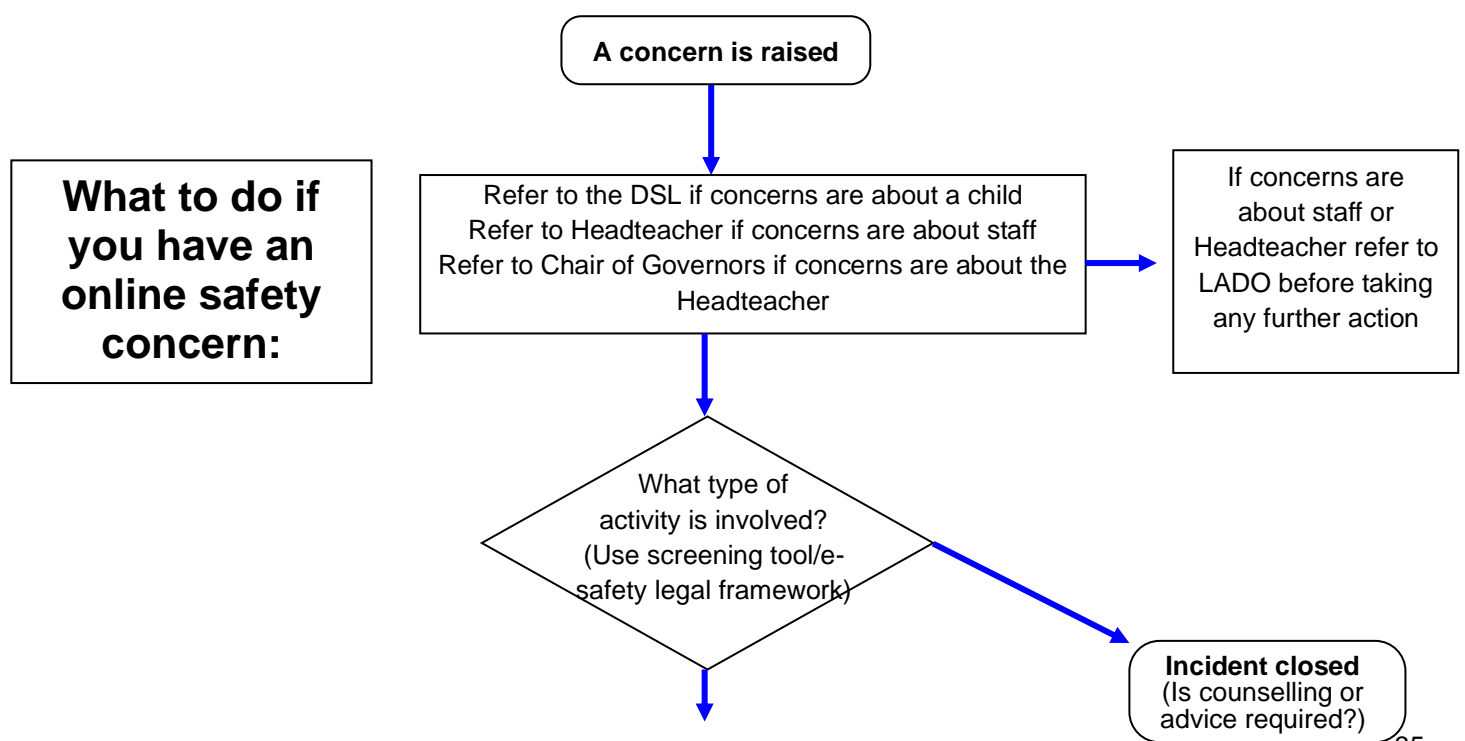 A concern is raised
What to do if
you have an
online safety
concern:
Refer to the DSL if concerns are about a child
Refer to Headteacher if concerns are about staff
Refer to Chair of Governors if concerns are about the
Headteacher
If concerns are
about staff or
Headteacher refer to
LADO before taking
any further action
What type of
activity is involved?
(Use screening tool/e-
safety legal framework)
Incident closed
(Is counselling or
advice required?)